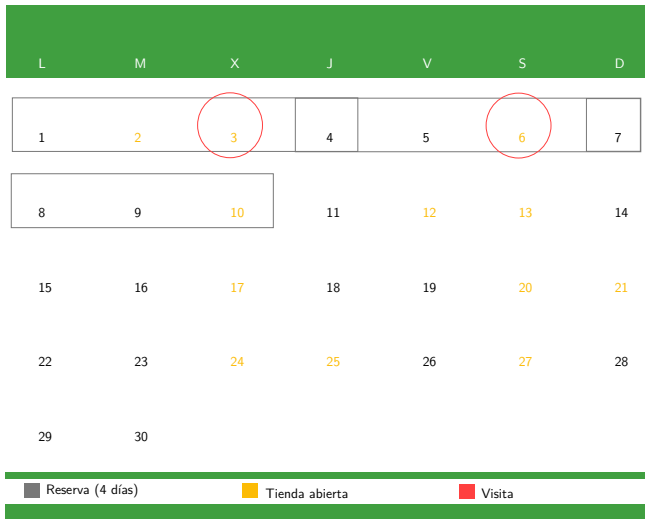 L M X J V S D
1 2 3 4 5 6 7
8 9 10 11 12 13 14
15 16 17 18 19 20 21
22 23 24 25 26 27 28
29 30
Reserva (4 días) Tienda abierta Visita